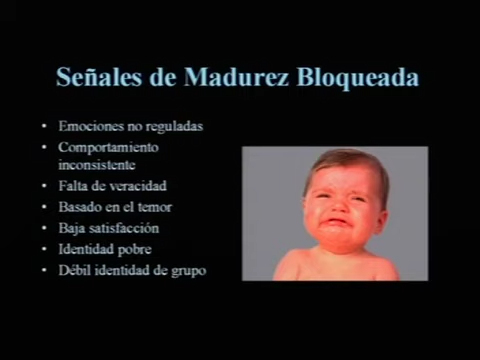 Señales de Madurez Bloqueada
• Emociones no reguladas
• Comportamiento
inconsistente
• Falta de veracidad
• Basado en el temor
• Baja satisfacción
• Identidad pobre
• Débil identidad de grupo